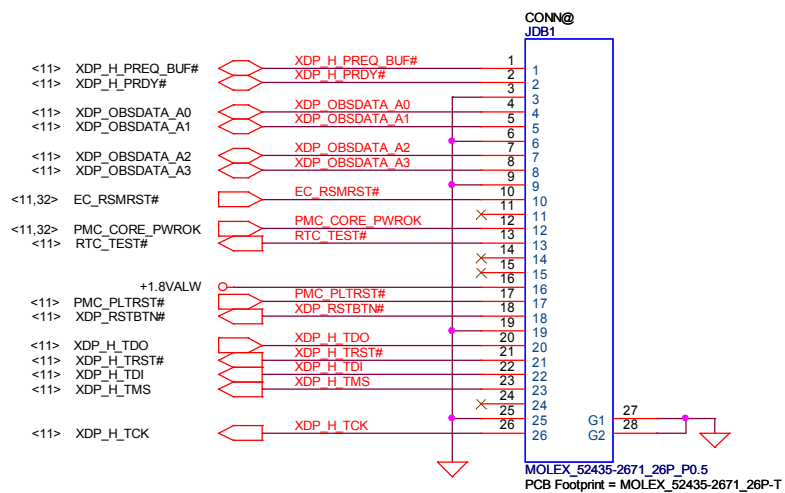 CONN@
JDB1
<11> XDP_H_PREQ_BUF# XDP_H_PREQ_BUF# 1 1
<11> XDP_H_PRDY# XDP_H_PRDY# 2 2
3 3
<11> XDP_OBSDATA_A0 XDP_OBSDATA_A0 4 4
<11> XDP_OBSDATA_A1 XDP_OBSDATA_A1 5 5
6 6
<11> XDP_OBSDATA_A2 XDP_OBSDATA_A2 7 7
<11> XDP_OBSDATA_A3 XDP_OBSDATA_A3 8 8
9 9
<11,32> EC_RSMRST# EC_RSMRST# 10 10
11 11
<11,32> PMC_CORE_PWROK PMC_CORE_PWROK 12 12
<11> RTC_TEST# RTC_TEST# 13 13
14 14
15 15
+1.8VALW 16 16
<11> PMC_PLTRST# PMC_PLTRST# 17 17
<11> XDP_RSTBTN# XDP_RSTBTN# 18 18
19 19
<11> XDP_H_TDO XDP_H_TDO 20 20
<11> XDP_H_TRST# XDP_H_TRST# 21 21
<11> XDP_H_TDI XDP_H_TDI 22 22
<11> XDP_H_TMS XDP_H_TMS 23 23
24 24
25 25 G1 27
<11> XDP_H_TCK XDP_H_TCK 26 26 G2 28
MOLEX_52435-2671_26P_P0.5
PCB Footprint = MOLEX_52435-2671_26P-T